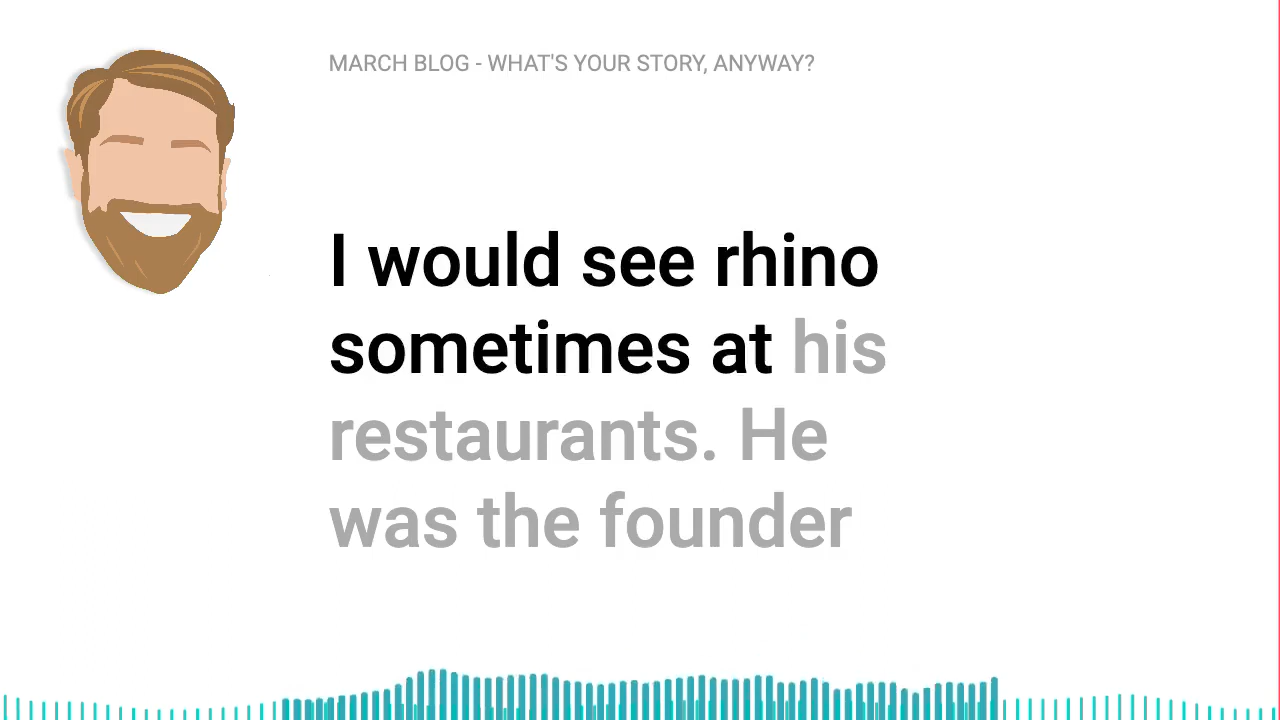 MARCH BLOG - WHAT'S YOUR STORY, ANYWAY?
I would see rhino
sometimes at his
restaurants. He
was the founder